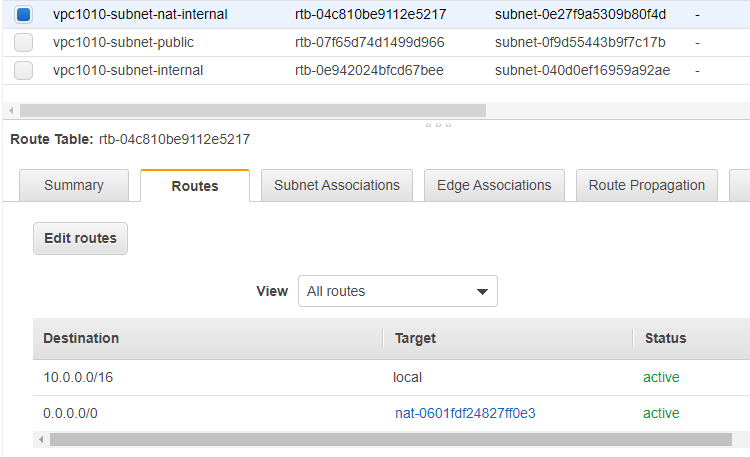 vpc1010-subnet-nat-internal rtb-04c810be9112e5217 subnet-0e27f9a5309b80f4d -
vpc1010-subnet-public rtb-07f65d74d1499d966 subnet-0f9d55443b9f7c17b -
vpc1010-subnet-internal rtb-0e942024bfcd67bee subnet-040d0ef16959a92ae -
Route Table: rtb-04c810be9112e5217
Summary Routes Subnet Associations Edge Associations Route Propagation
Edit routes
View All routes
Destination Target Status
10.0.0.0/16 local active
0.0.0.0/0 nat-0601fdf24827ff0e3 active